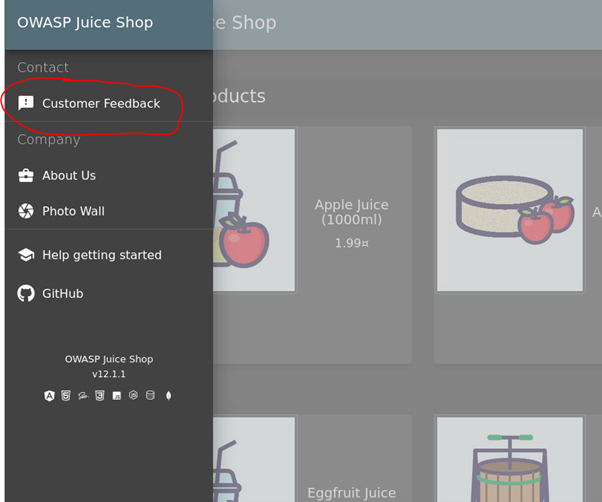 OWASP Juice Shop
e Shop
Contact
Customer Feedback
oducts
Company
About Us
Photo Wall
Help getting started
GitHub
OWASP Juice Shop
v12.1.1
Apple Juice
(1000ml)
1.99¤
A
Eggfruit Juice